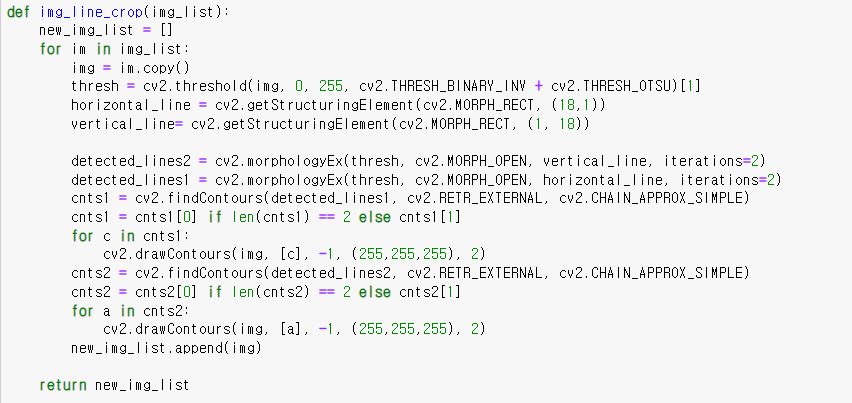 def img_line_crop(img_list):
    new_img_list = []
    for im in img_list:
        img = im.copy()
        thresh = cv2.threshold(img, 0, 255, cv2.THRESH_BINARY_INV + cv2.THRESH_OTSU)[1]
        horizontal_line = cv2.getStructuringElement(cv2.MORPH_RECT, (18,1))
        vertical_line= cv2.getStructuringElement(cv2.MORPH_RECT, (1, 18))

        detected_lines2 = cv2.morphologyEx(thresh, cv2.MORPH_OPEN, vertical_line, iterations=2)
        detected_lines1 = cv2.morphologyEx(thresh, cv2.MORPH_OPEN, horizontal_line, iterations=2)
        cnts1 = cv2.findContours(detected_lines1, cv2.RETR_EXTERNAL, cv2.CHAIN_APPROX_SIMPLE)
        cnts1 = cnts1[0] if len(cnts1) == 2 else cnts1[1]
        for c in cnts1:
            cv2.drawContours(img, [c], -1, (255,255,255), 2)
        cnts2 = cv2.findContours(detected_lines2, cv2.RETR_EXTERNAL, cv2.CHAIN_APPROX_SIMPLE)
        cnts2 = cnts2[0] if len(cnts2) == 2 else cnts2[1]
        for a in cnts2:
            cv2.drawContours(img, [a], -1, (255,255,255), 2)
        new_img_list.append(img)

    return new_img_list